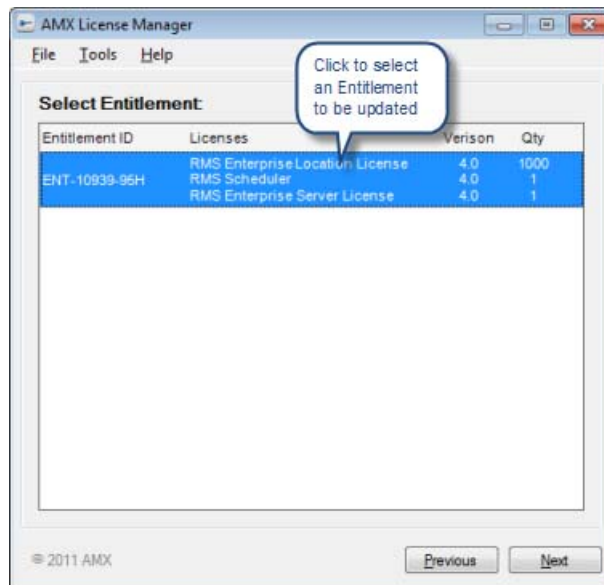 AMX License Manager
File Tools Help
Click to select
an Entitlement
to be updated
Select Entitlement:
Entitlement ID Licenses Verison Qty
RMS Enterprise Location License 4.0 1000
ENT-10939-95H RMS Scheduler 4.0 1
RMS Enterprise Server License 4.0 1
© 2011 AMX Previous Next